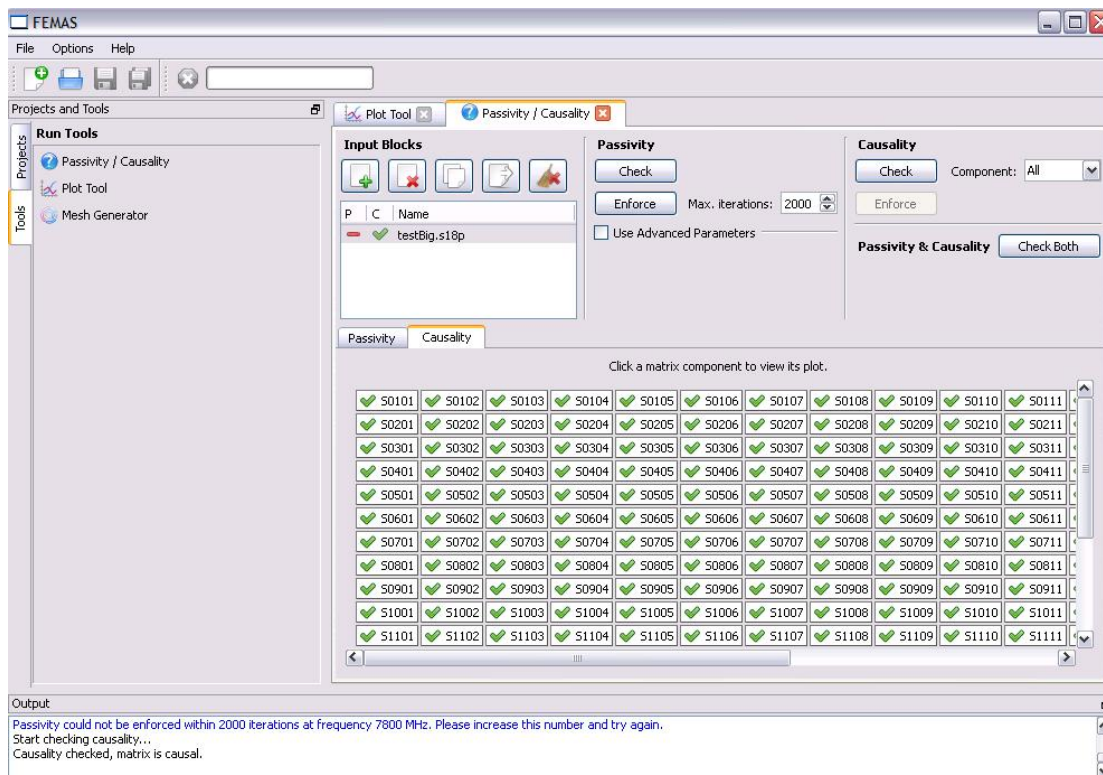 FEMAS
File Options Help
Projects and Tools
Projects
Tools
Run Tools
Passivity / Causality
Plot Tool
Mesh Generator
Plot Tool Passivity / Causality
Input Blocks
P C Name
testBig.s18p
Passivity
Check
Enforce Max. iterations: 2000
Use Advanced Parameters
Causality
Check Component: All
Enforce
Passivity & Causality Check Both
Passivity Causality
Click a matrix component to view its plot.
S0101 S0102 S0103 S0104 S0105 S0106 S0107 S0108 S0109 S0110 S0111
S0201 S0202 S0203 S0204 S0205 S0206 S0207 S0208 S0209 S0210 S0211
S0301 S0302 S0303 S0304 S0305 S0306 S0307 S0308 S0309 S0310 S0311
S0401 S0402 S0403 S0404 S0405 S0406 S0407 S0408 S0409 S0410 S0411
S0501 S0502 S0503 S0504 S0505 S0506 S0507 S0508 S0509 S0510 S0511
S0601 S0602 S0603 S0604 S0605 S0606 S0607 S0608 S0609 S0610 S0611
S0701 S0702 S0703 S0704 S0705 S0706 S0707 S0708 S0709 S0710 S0711
S0801 S0802 S0803 S0804 S0805 S0806 S0807 S0808 S0809 S0810 S0811
S0901 S0902 S0903 S0904 S0905 S0906 S0907 S0908 S0909 S0910 S0911
S1001 S1002 S1003 S1004 S1005 S1006 S1007 S1008 S1009 S1010 S1011
S1101 S1102 S1103 S1104 S1105 S1106 S1107 S1108 S1109 S1110 S1111
Output
Passivity could not be enforced within 2000 iterations at frequency 7800 MHz. Please increase this number and try again.
Start checking causality...
Causality checked, matrix is causal.